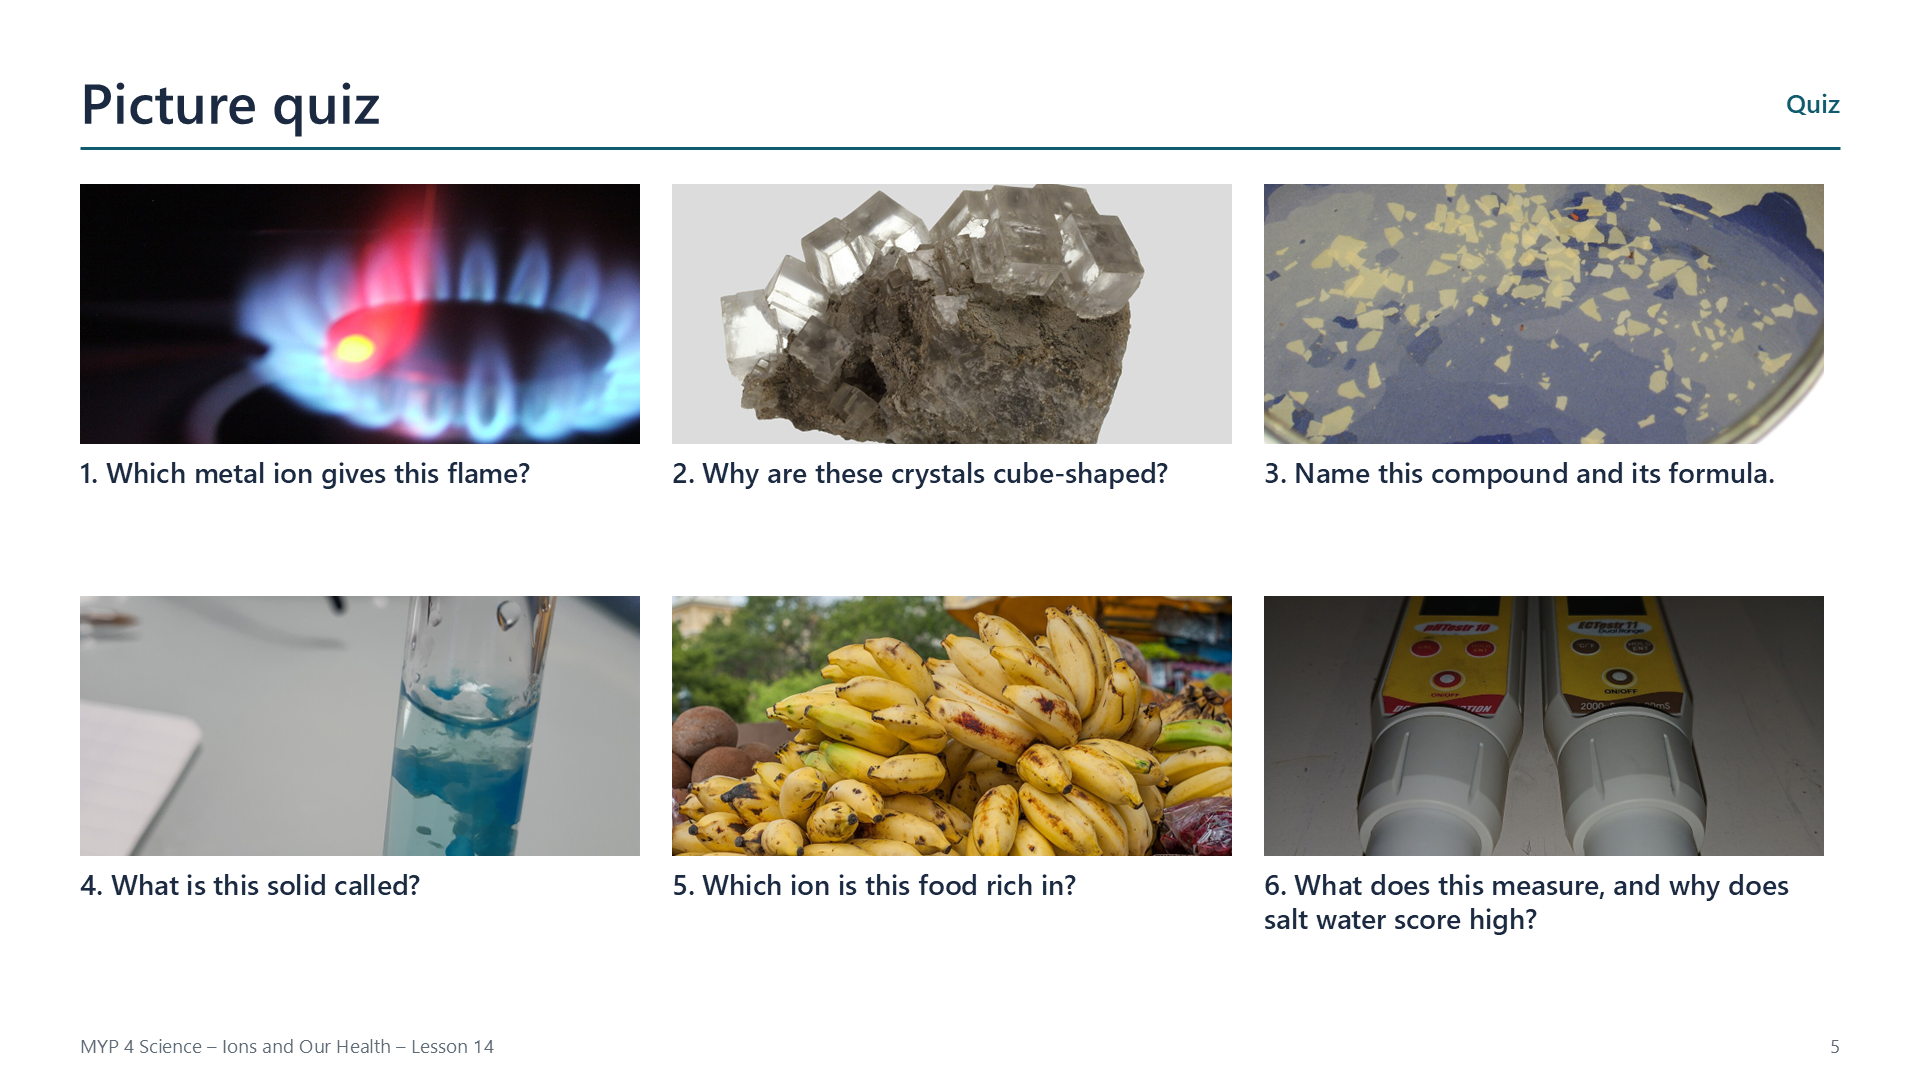 Picture quiz
Quiz
1. Which metal ion gives this flame?
2. Why are these crystals cube-shaped?
3. Name this compound and its formula.
pHTestr 10
ECTestr 11
Dual Range
ON/OFF
ON/OFF
4. What is this solid called?
5. Which ion is this food rich in?
6. What does this measure, and why does
salt water score high?
MYP 4 Science – Ions and Our Health – Lesson 14
5